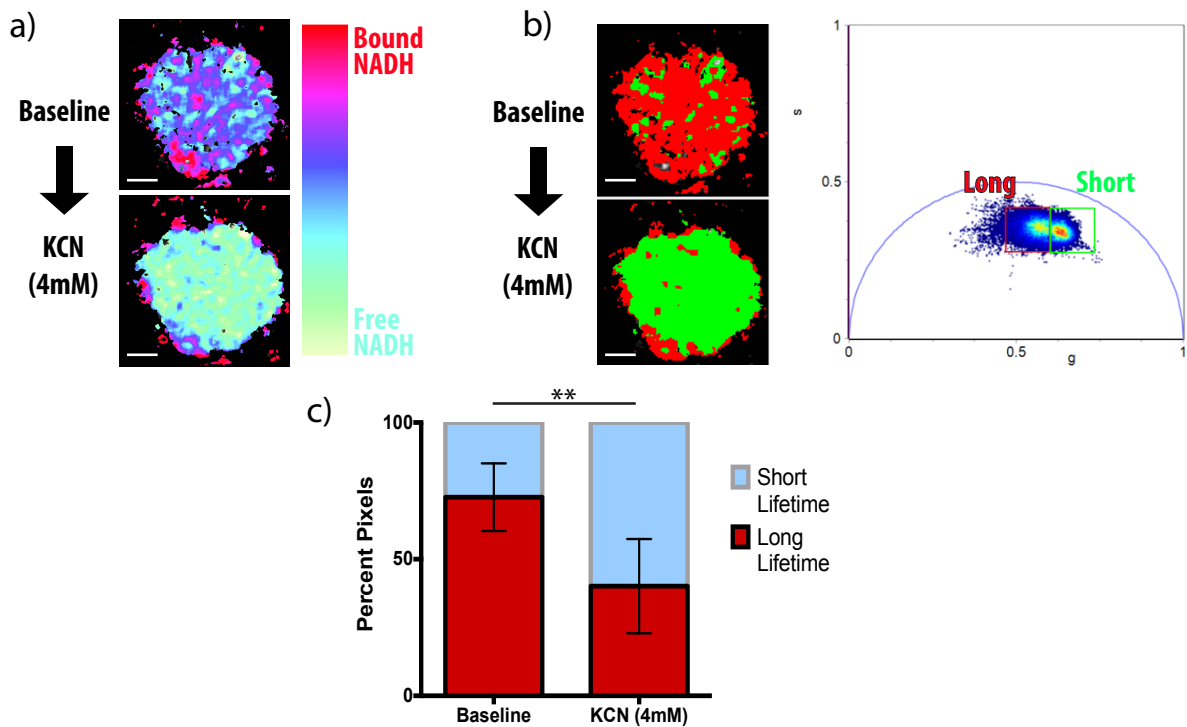 a)
Baseline
KCN
(4mM)
Bound
NADH
Free
NADH
b)
Baseline
KCN
(4mM)
1
s
0.5
0
Long
Short
0
0.5
g
1
c)
**
100
50
0
Percent Pixels
Baseline
KCN (4mM)
Short
Lifetime
Long
Lifetime